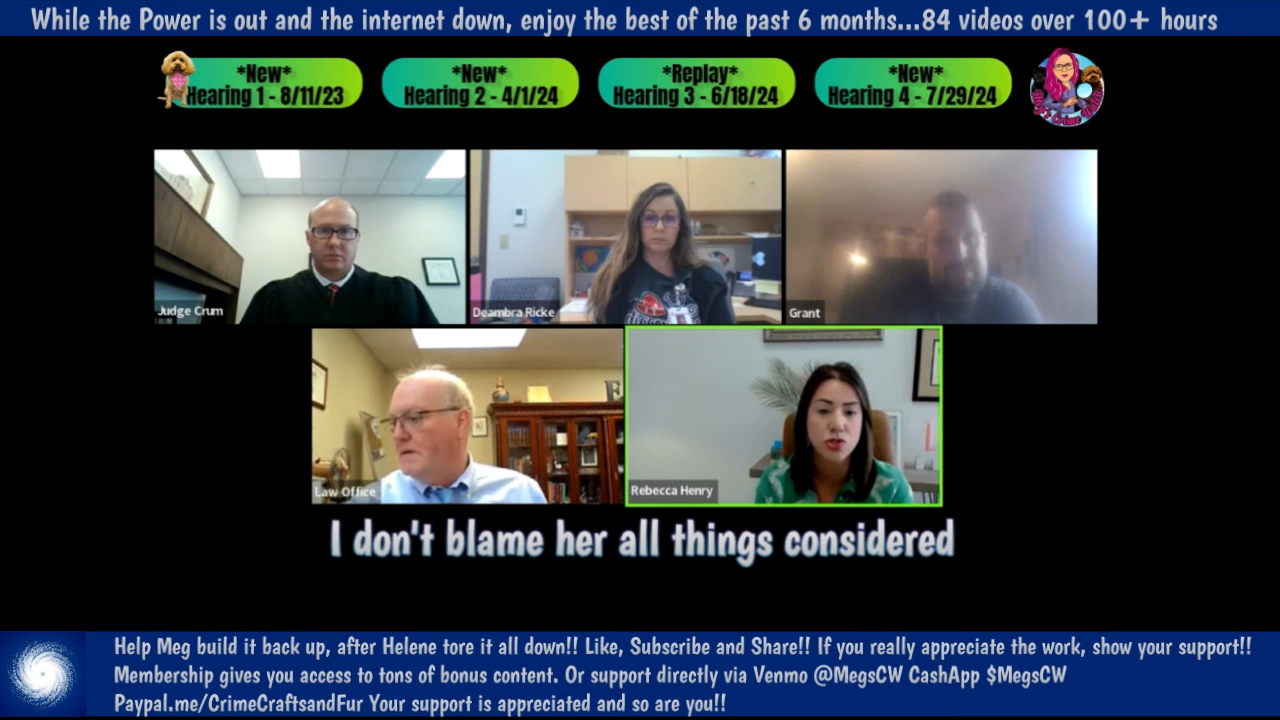 While the Power is out and the internet down, enjoy the best of the past 6 months...84 videos over 100+ hours
*New*
Hearing 1 - 8/11/23
*New*
Hearing 2 - 4/1/24
*Replay*
Hearing 3 - 6/18/24
*New*
Hearing 4 - 7/29/24
Judge Crum
Deambra Ricke
Grant
Law Office
Rebecca Henry
I don't blame her all things considered
Help Meg build it back up, after Helene tore it all down!! Like, Subscribe and Share!! If you really appreciate the work, show your support!!
Membership gives you access to tons of bonus content. Or support directly via Venmo @MegsCW CashApp $MegsCW
Paypal.me/CrimeCraftsandFur Your support is appreciated and so are you!!